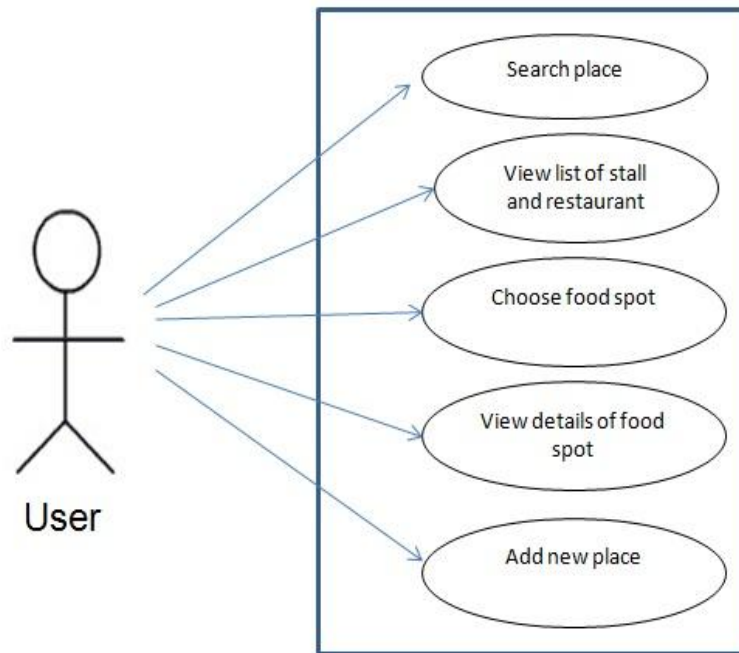 Search place
View list of stall
and restaurant
Choose food spot
View details of food
spot
Add new place
User